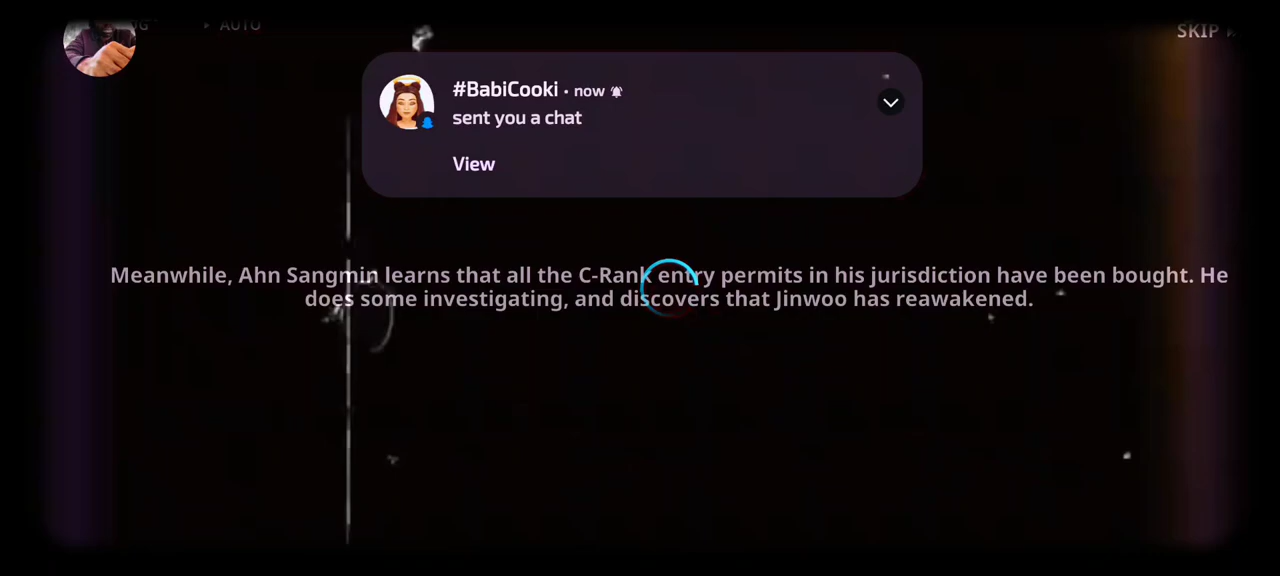 AUTO
SKIP
#BabiCooki · now
sent you a chat
View
Meanwhile, Ahn Sangmin learns that all the C-Rank entry permits in his jurisdiction have been bought. He
does some investigating, and discovers that Jinwoo has reawakened.